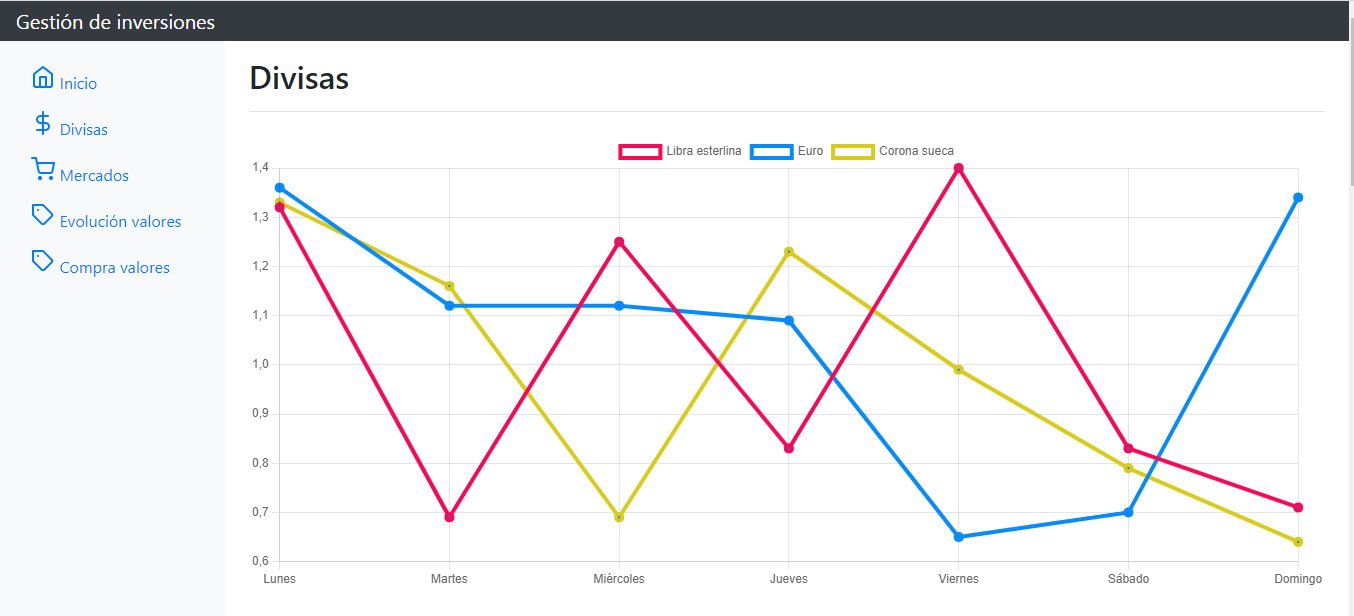 Gestión de inversiones
Inicio
Divisas
Mercados
Evolución valores
Compra valores
Divisas
Libra esterlina Euro Corona sueca
1,4
1,3
1,2
1,1
1,0
0,9
0,8
0,7
0,6
Lunes Martes Miércoles Jueves Viernes Sábado Domingo